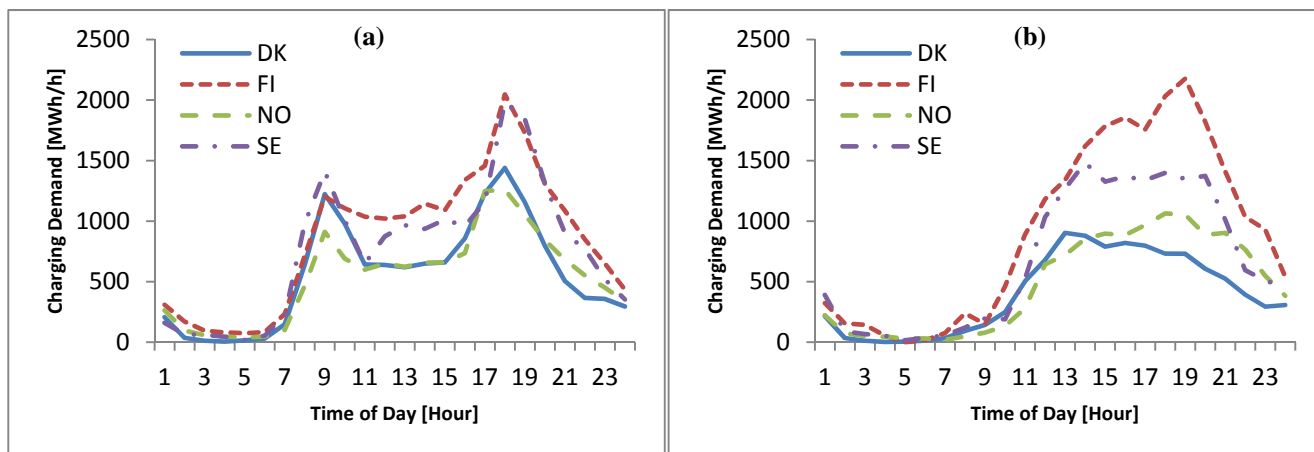 (a)
Charging Demand [MWh/h]
2500
2000
1500
1000
500
0
DK
FI
NO
SE
1 3 5 7 9 11 13 15 17 19 21 23
Time of Day [Hour]
(b)
Charging Demand [MWh/h]
2500
2000
1500
1000
500
0
DK
FI
NO
SE
1 3 5 7 9 11 13 15 17 19 21 23
Time of Day [Hour]